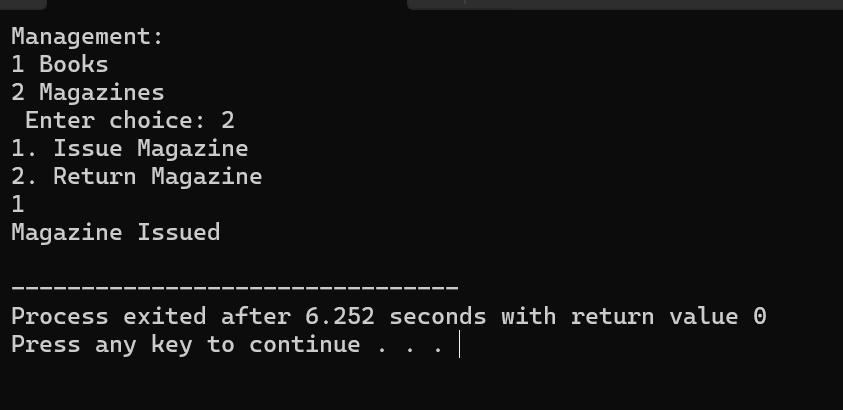 Management:
1 Books
2 Magazines
 Enter choice: 2
1. Issue Magazine
2. Return Magazine
1
Magazine Issued

--------------------------------
Process exited after 6.252 seconds with return value 0
Press any key to continue . . .